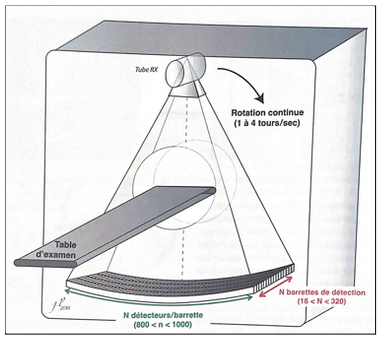 Tube RX
Rotation continue
(1 à 4 tours/sec)
Table
d'examen
N barrettes de détection
(16 < N < 320)
N détecteurs/barrette
(800 < n < 1000)